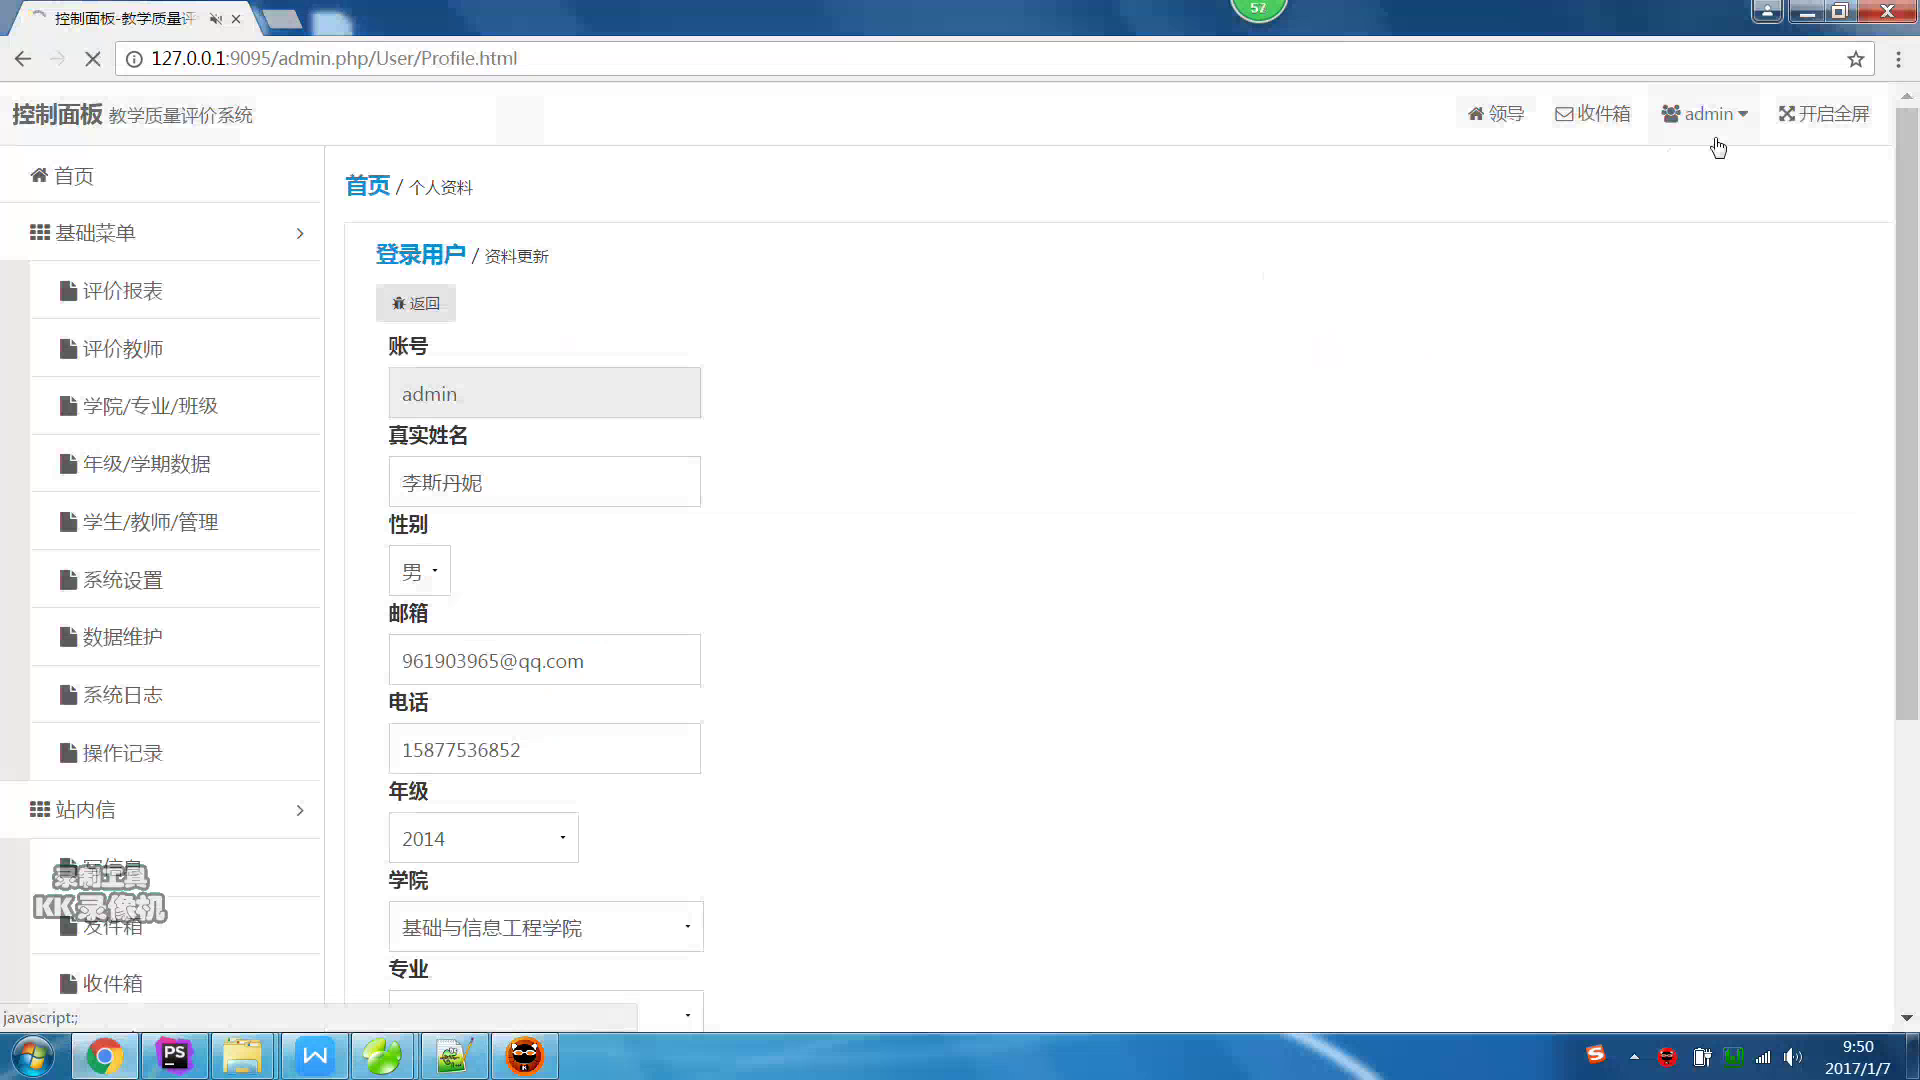 控制面板-教学质量评
57
127.0.0.1:9095/admin.php/User/Profile.html
控制面板 教学质量评价系统
领导
收件箱
admin
开启全屏
首页
首页 / 个人资料
基础菜单
登录用户 / 资料更新
评价报表
返回
账号
评价教师
admin
学院/专业/班级
真实姓名
年级/学期数据
李斯丹妮
学生/教师/管理
性别
系统设置
男
邮箱
数据维护
961903965@qq.com
系统日志
电话
操作记录
15877536852
年级
站内信
2014
写信息
录制工具
KK录像机
学院
发件箱
基础与信息工程学院
专业
收件箱
javascript:;
PS
W
K
S
9:50
2017/1/7